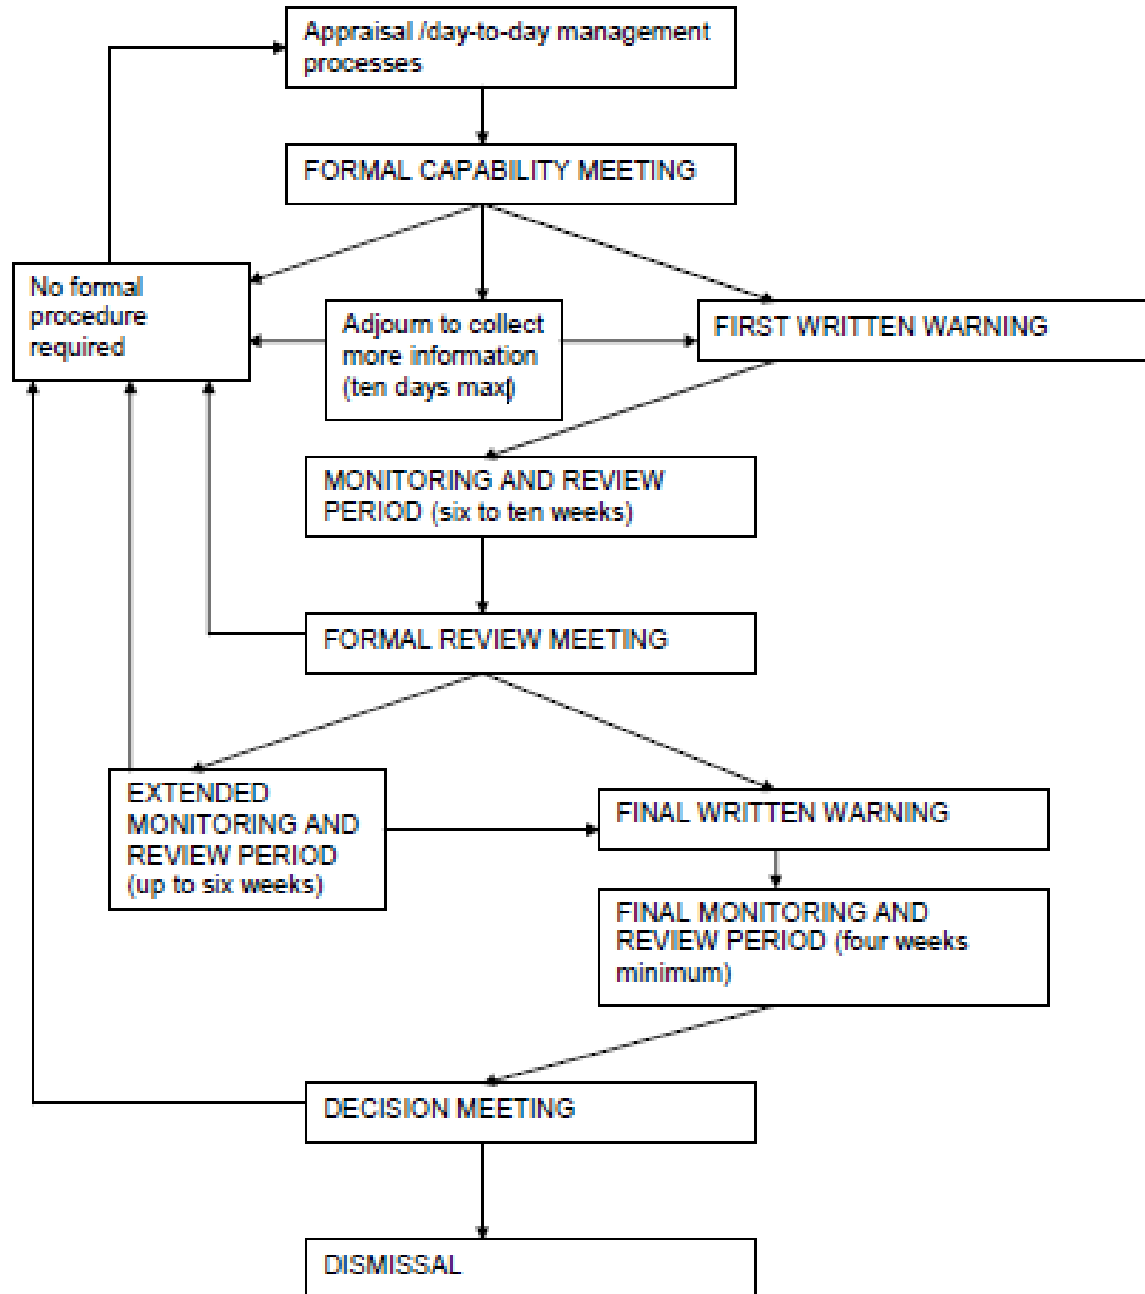 Appraisal /day-to-day management
processes
FORMAL CAPABILITY MEETING
No formal
procedure
required
Adjourn to collect
more information
(ten days max)
FIRST WRITTEN WARNING
MONITORING AND REVIEW
PERIOD (six to ten weeks)
FORMAL REVIEW MEETING
EXTENDED
MONITORING AND
REVIEW PERIOD
(up to six weeks)
FINAL WRITTEN WARNING
FINAL MONITORING AND
REVIEW PERIOD (four weeks
minimum)
DECISION MEETING
DISMISSAL